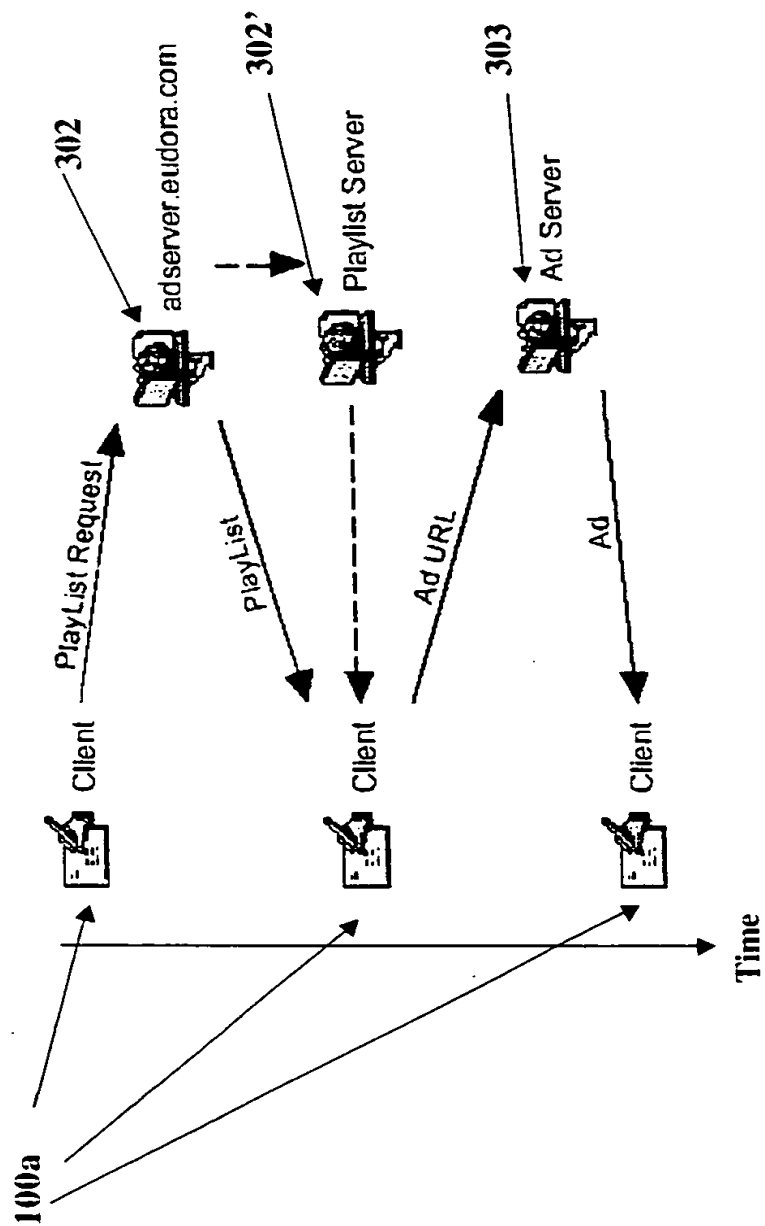 100a
Client
PlayList Request
302
adserver.eudora.com
PlayList
302’
Playlist Server
Client
Ad URL
303
Ad Server
Ad
Client
Time